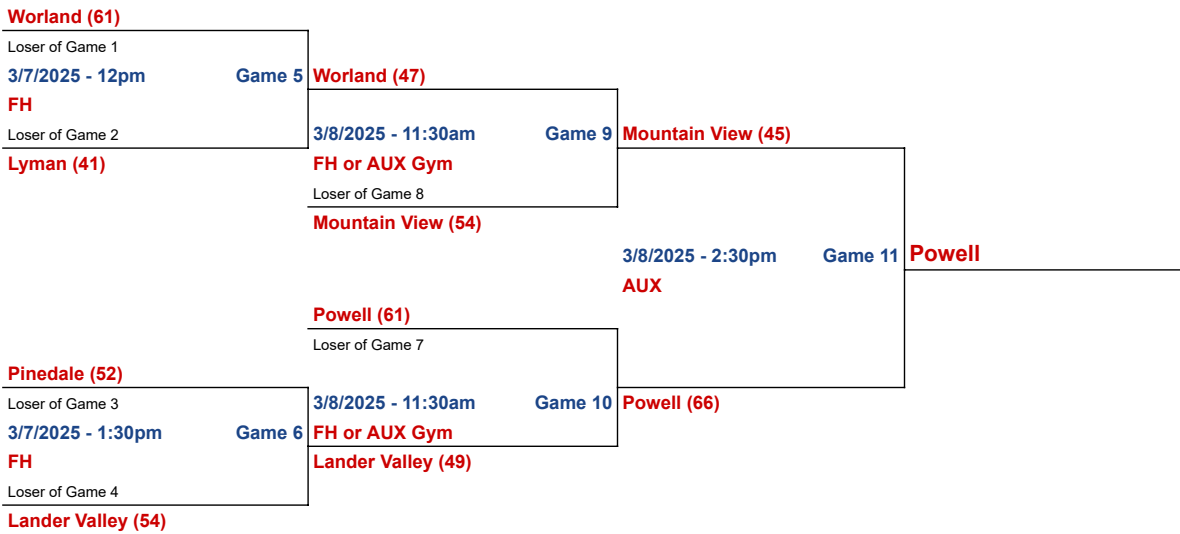 Worland (61)
Loser of Game 1
3/7/2025 - 12pm Game 5
FH
Loser of Game 2
Lyman (41)
Worland (47)
3/8/2025 - 11:30am Game 9
FH or AUX Gym
Loser of Game 8
Mountain View (54)
Mountain View (45)
3/8/2025 - 2:30pm Game 11
AUX
Powell
Powell (61)
Loser of Game 7
Pinedale (52)
Loser of Game 3
3/7/2025 - 1:30pm Game 6
FH
Loser of Game 4
Lander Valley (54)
3/8/2025 - 11:30am Game 10
FH or AUX Gym
Lander Valley (49)
Powell (66)